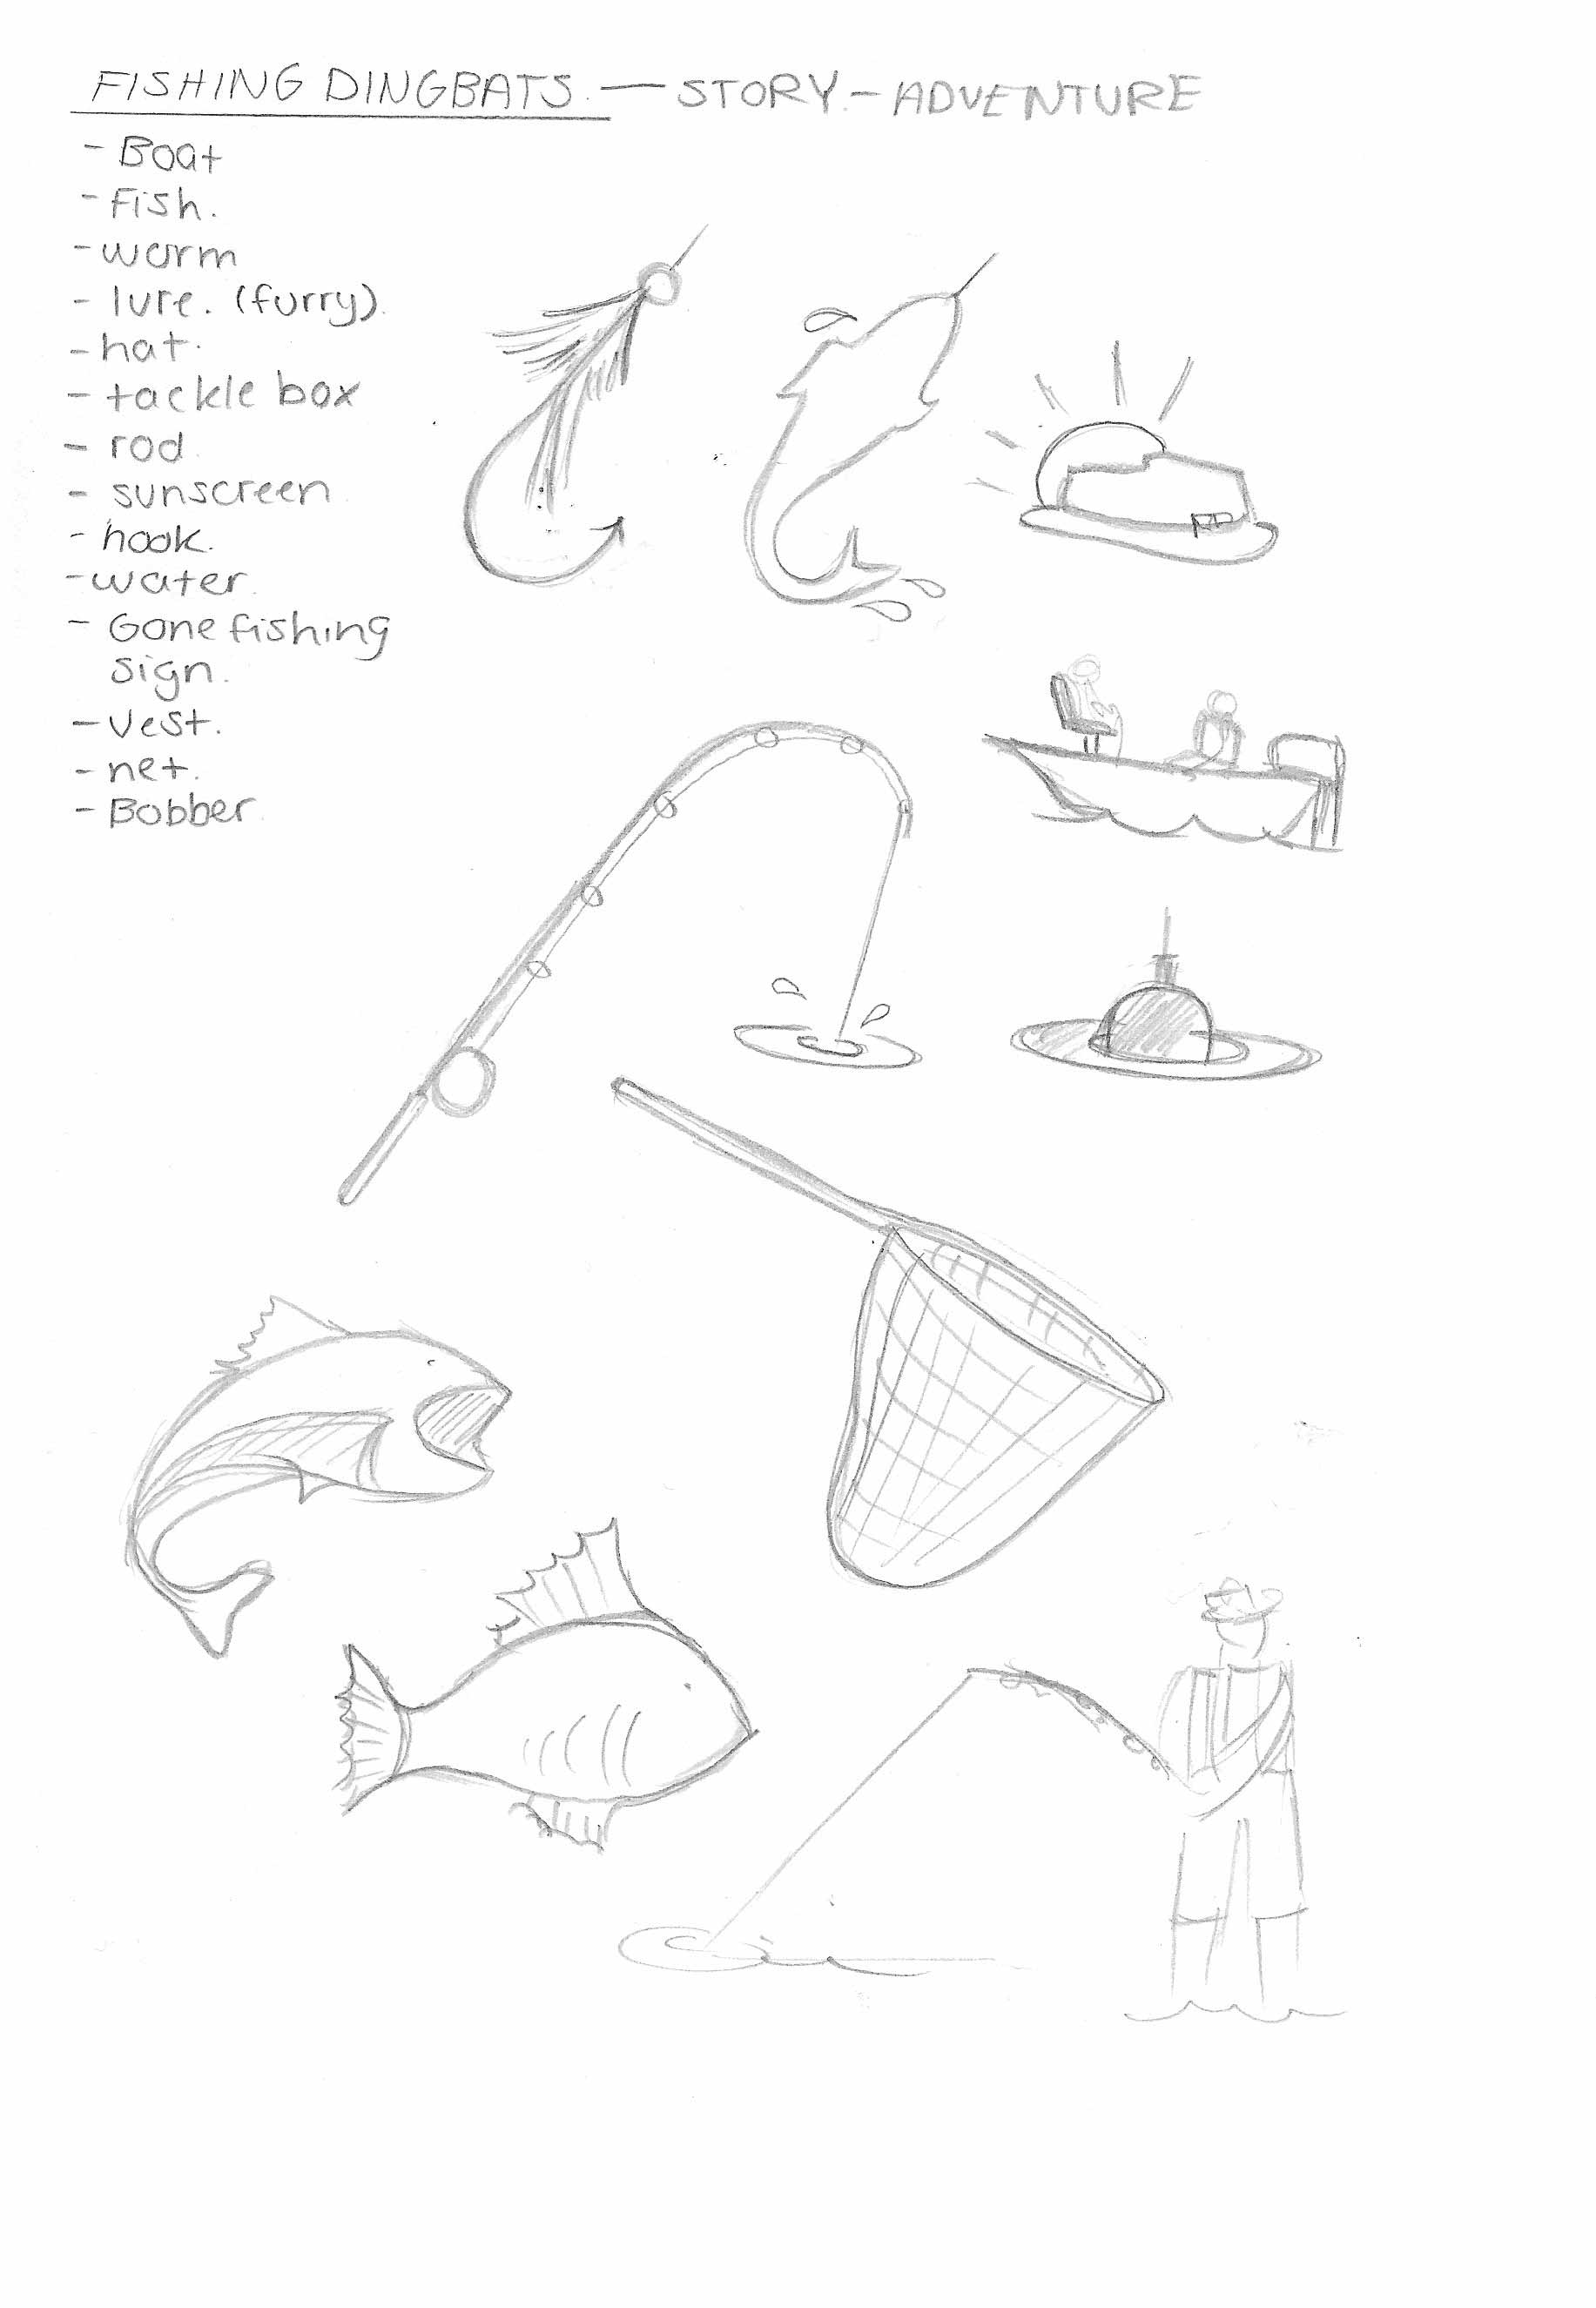 FISHING DINGBATS. — STORY. - ADVENTURE
- Boat
- Fish.
- worm
- lure. (furry).
- hat.
- tackle box
- rod
- sunscreen
- hook.
- water.
- Gone fishing
sign.
- Vest.
- net.
- Bobber